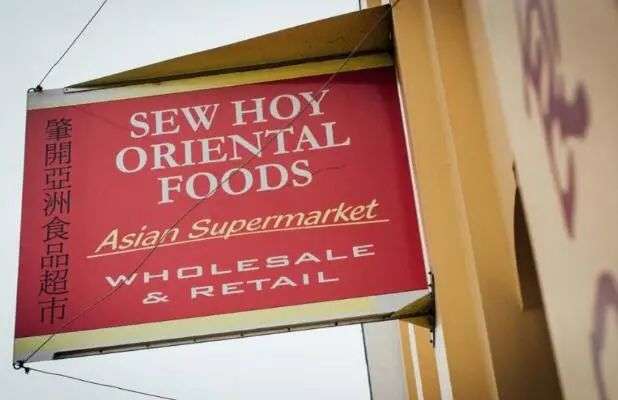 肇開亞洲食品超市
SEW HOY
ORIENTAL
FOODS
Asian Supermarket
WHOLESALE
& RETAIL